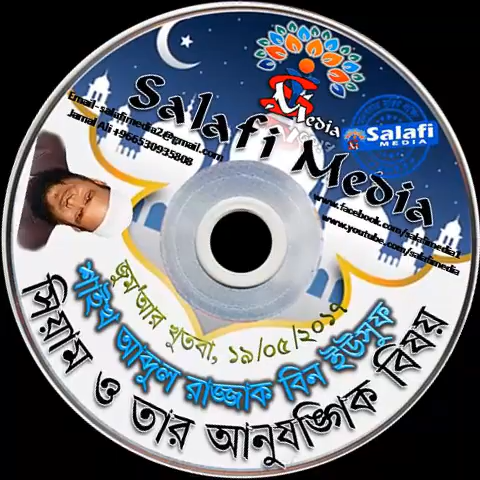 Salafi Media
Email-salafimedia2@gmail.com
Jamal Ali +966530935808
Media
Salafi
MEDIA
www.facebook.com/salafimedia1
www.youtube.com/salafimedia
জুম'আর খুতবা, ১৯/০৫/২০১৭
শাইখ আব্দুল রাজ্জাক বিন ইউসুফ
সিয়াম ও তার আনুষঙ্গিক বিষয়